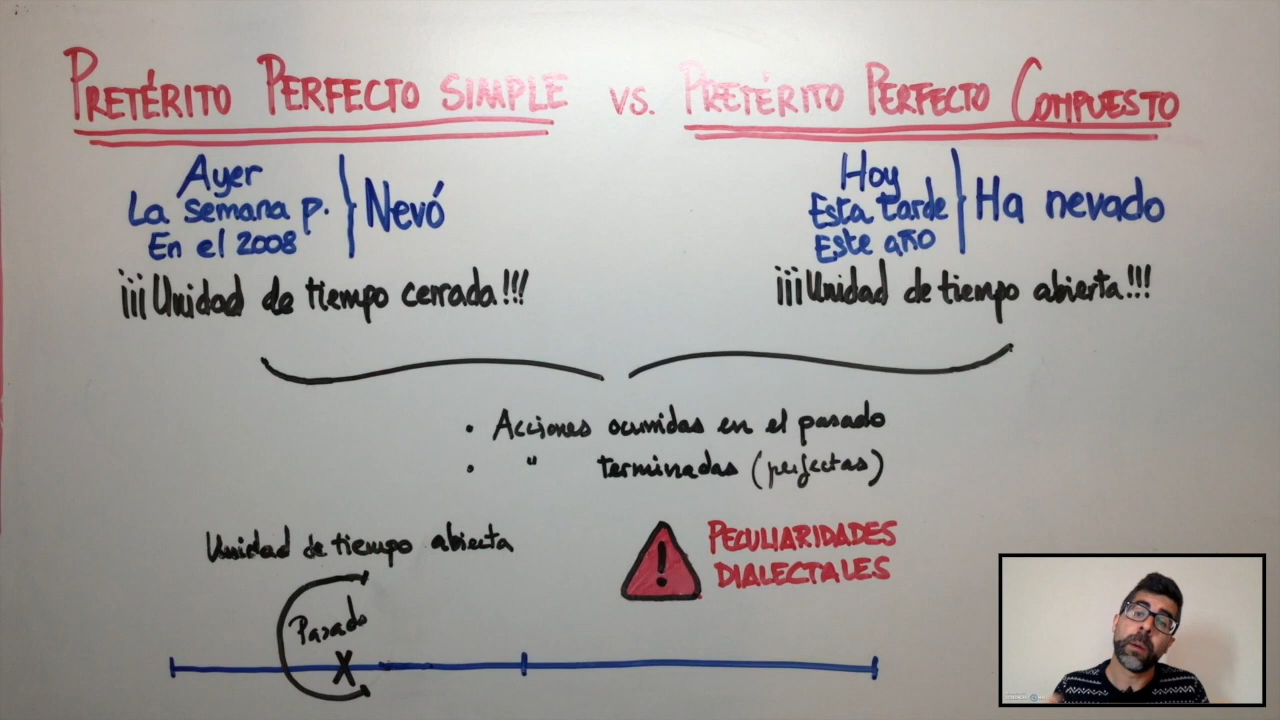 PRETÉRITO PERFECTO SIMPLE vs. PRETÉRITO PERFECTO COMPUESTO
Ayer
La semana p.
En el 2008
Nevó
Hoy
Esta tarde
Este año
Ha nevado
¡¡¡Unidad de tiempo cerrada!!!
¡¡¡Unidad de tiempo abierta!!!
• Acciones ocurridas en el pasado
• " terminadas (perfectas)
Unidad de tiempo abierta
Pasado
X
!
PECULIARIDADES
DIALECTALES